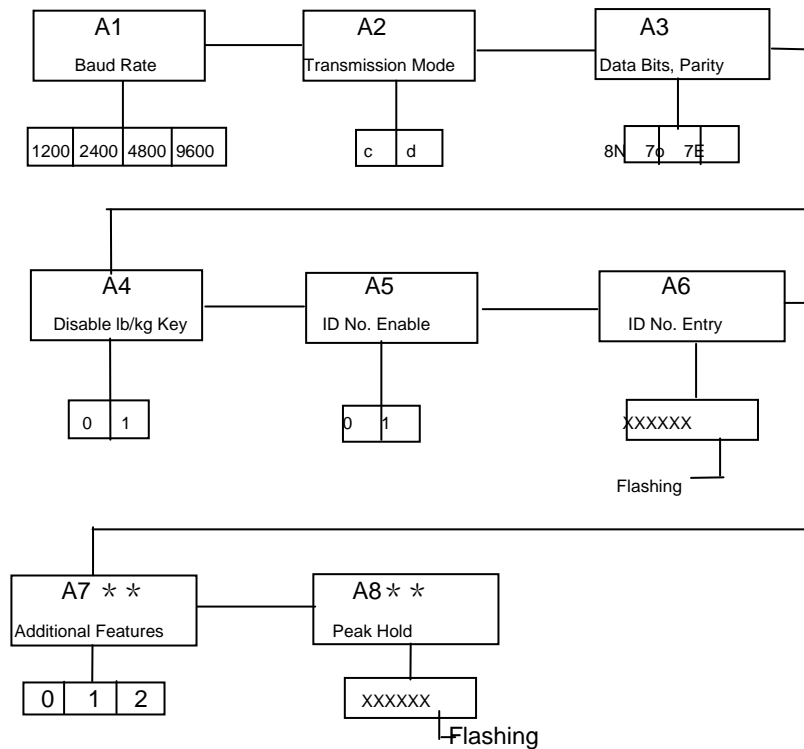 A1 A2 A3
Baud Rate Transmission Mode Data Bits, Parity
1200 2400 4800 9600 c d 8N 7o 7E
A4 A5 A6
Disable lb/kg Key ID No. Enable ID No. Entry
0 1 0 1 XXXXXX
Flashing
A7 ** A8 **
Additional Features Peak Hold
0 1 2 XXXXXX
Flashing